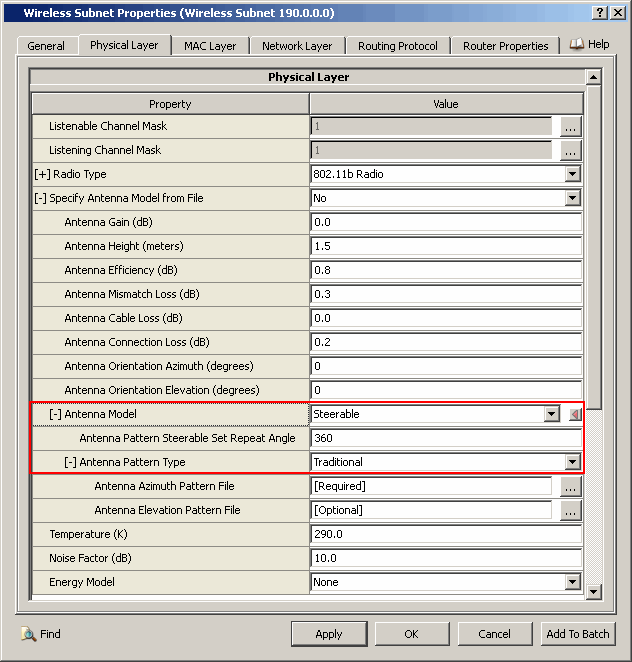 Wireless Subnet Properties (Wireless Subnet 190.0.0.0)
General Physical Layer MAC Layer Network Layer Routing Protocol Router Properties Help
Physical Layer
Property Value
Listenable Channel Mask 1 ...
Listening Channel Mask 1 ...
[+] Radio Type 802.11b Radio
[-] Specify Antenna Model from File No
Antenna Gain (dB) 0.0
Antenna Height (meters) 1.5
Antenna Efficiency (dB) 0.8
Antenna Mismatch Loss (dB) 0.3
Antenna Cable Loss (dB) 0.0
Antenna Connection Loss (dB) 0.2
Antenna Orientation Azimuth (degrees) 0
Antenna Orientation Elevation (degrees) 0
[-] Antenna Model Steerable
Antenna Pattern Steerable Set Repeat Angle 360
[-] Antenna Pattern Type Traditional
Antenna Azimuth Pattern File [Required] ...
Antenna Elevation Pattern File [Optional] ...
Temperature (K) 290.0
Noise Factor (dB) 10.0
Energy Model None
Find Apply OK Cancel Add To Batch